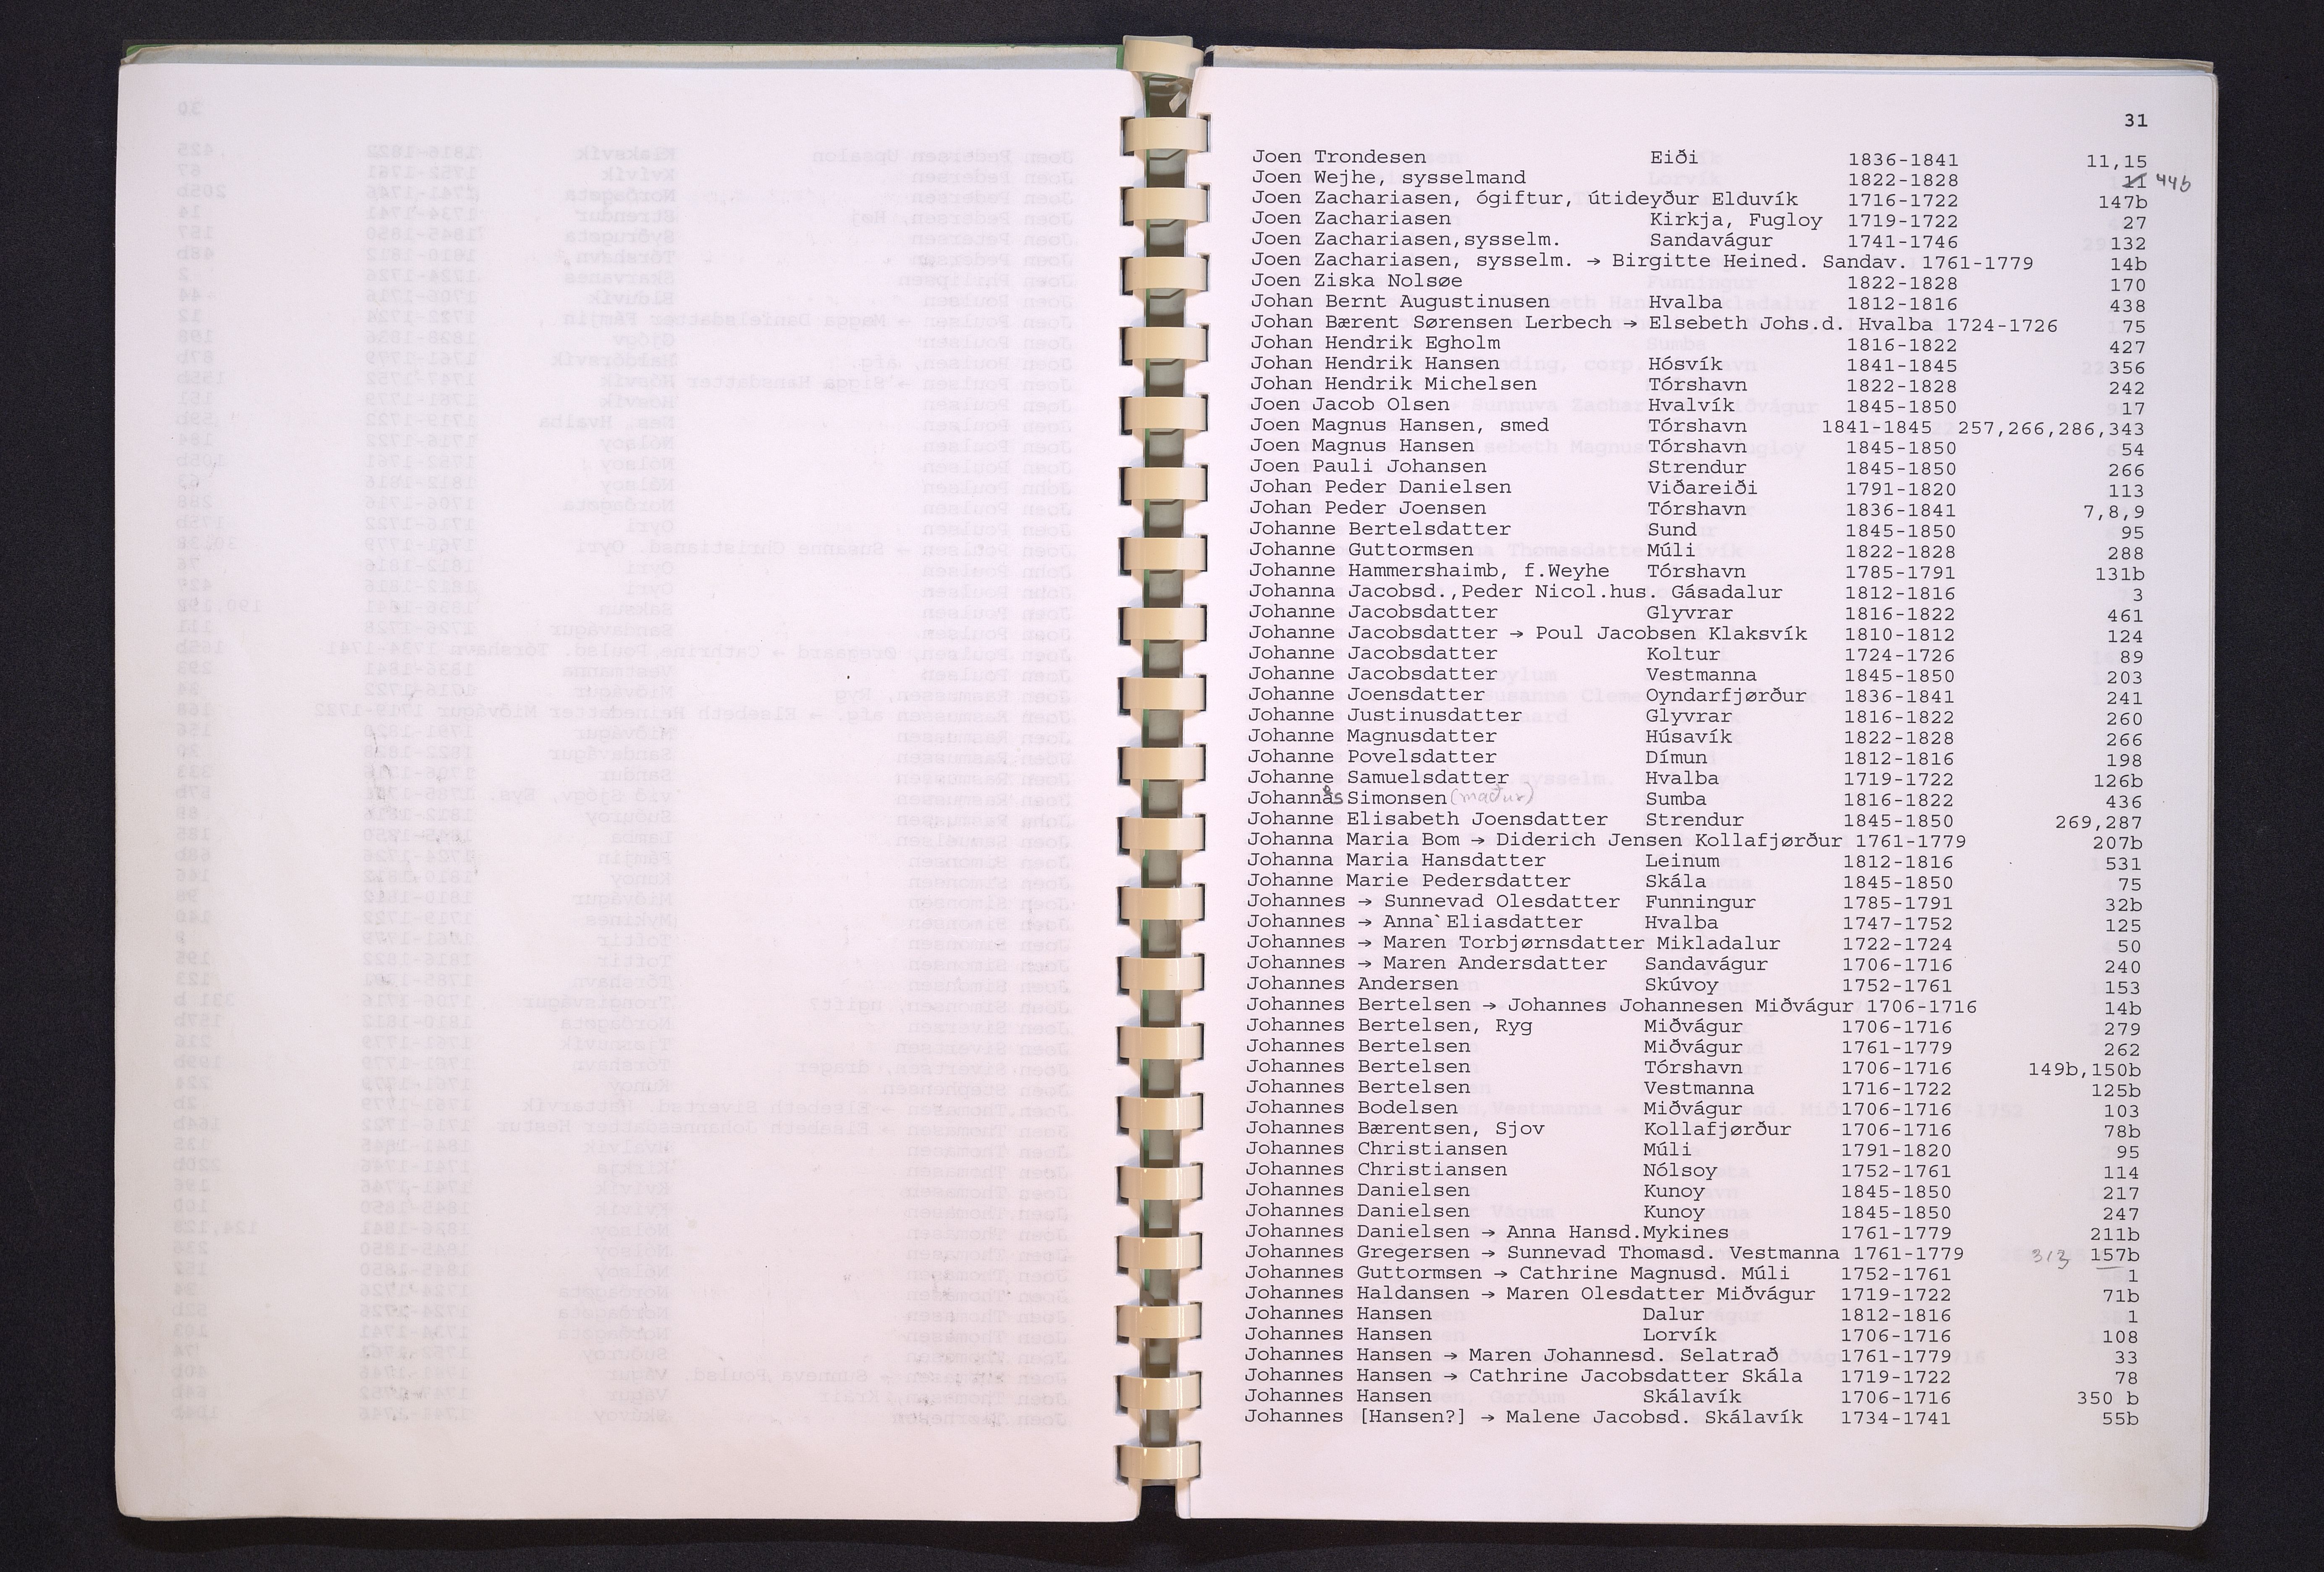 31
Joen Trondesen Eiði 1836-1841 11,15
Joen Wejhe, sysselmand 1822-1828 11 44b
Joen Zachariasen, ógiftur, útideyður Elduvík 1716-1722 147b
Joen Zachariasen Kirkja, Fugloy 1719-1722 27
Joen Zachariasen,sysselm. Sandavágur 1741-1746 132
Joen Zachariasen, sysselm. → Birgitte Heined. Sandav. 1761-1779 14b
Joen Ziska Nolsøe 1822-1828 170
Johan Bernt Augustinusen Hvalba 1812-1816 438
Johan Bærent Sørensen Lerbech → Elsebeth Johs.d. Hvalba 1724-1726 75
Johan Hendrik Egholm 1816-1822 427
Johan Hendrik Hansen Hósvík 1841-1845 356
Johan Hendrik Michelsen Tórshavn 1822-1828 242
Joen Jacob Olsen Hvalvík 1845-1850 17
Joen Magnus Hansen, smed Tórshavn 1841-1845 257,266,286,343
Joen Magnus Hansen Tórshavn 1845-1850 54
Joen Pauli Johansen Strendur 1845-1850 266
Johan Peder Danielsen Viðareiði 1791-1820 113
Johan Peder Joensen Tórshavn 1836-1841 7,8,9
Johanne Bertelsdatter Sund 1845-1850 95
Johanne Guttormsen Múli 1822-1828 288
Johanne Hammershaimb, f.Weyhe Tórshavn 1785-1791 131b
Johanna Jacobsd.,Peder Nicol.hus. Gásadalur 1812-1816 3
Johanne Jacobsdatter Glyvrar 1816-1822 461
Johanne Jacobsdatter → Poul Jacobsen Klaksvík 1810-1812 124
Johanne Jacobsdatter Koltur 1724-1726 89
Johanne Jacobsdatter Vestmanna 1845-1850 203
Johanne Joensdatter Oyndarfjørður 1836-1841 241
Johanne Justinusdatter Glyvrar 1816-1822 260
Johanne Magnusdatter Húsavík 1822-1828 266
Johanne Povelsdatter Dímun 1812-1816 198
Johanne Samuelsdatter Hvalba 1719-1722 126b
Johannes Simonsen (maður) Sumba 1816-1822 436
Johanne Elisabeth Joensdatter Strendur 1845-1850 269,287
Johanna Maria Bom → Diderich Jensen Kollafjørður 1761-1779 207b
Johanna Maria Hansdatter Leinum 1812-1816 531
Johanne Marie Pedersdatter Skála 1845-1850 75
Johannes → Sunnevad Olesdatter Funningur 1785-1791 32b
Johannes → Anna`Eliasdatter Hvalba 1747-1752 125
Johannes → Maren Torbjørnsdatter Mikladalur 1722-1724 50
Johannes → Maren Andersdatter Sandavágur 1706-1716 240
Johannes Andersen Skúvoy 1752-1761 153
Johannes Bertelsen → Johannes Johannesen Miðvágur 1706-1716 14b
Johannes Bertelsen, Ryg Miðvágur 1706-1716 279
Johannes Bertelsen Miðvágur 1761-1779 262
Johannes Bertelsen Tórshavn 1706-1716 149b,150b
Johannes Bertelsen Vestmanna 1716-1722 125b
Johannes Bodelsen Miðvágur 1706-1716 103
Johannes Bærentsen, Sjov Kollafjørður 1706-1716 78b
Johannes Christiansen Múli 1791-1820 95
Johannes Christiansen Nólsoy 1752-1761 114
Johannes Danielsen Kunoy 1845-1850 217
Johannes Danielsen Kunoy 1845-1850 247
Johannes Danielsen → Anna Hansd.Mykines 1761-1779 211b
Johannes Gregersen → Sunnevad Thomasd. Vestmanna 1761-1779 313 157b
Johannes Guttormsen → Cathrine Magnusd. Múli 1752-1761 1
Johannes Haldansen → Maren Olesdatter Miðvágur 1719-1722 71b
Johannes Hansen Dalur 1812-1816 1
Johannes Hansen Lorvík 1706-1716 108
Johannes Hansen → Maren Johannesd. Selatrað 1761-1779 33
Johannes Hansen → Cathrine Jacobsdatter Skála 1719-1722 78
Johannes Hansen Skálavík 1706-1716 350 b
Johannes [Hansen?] → Malene Jacobsd. Skálavík 1734-1741 55b